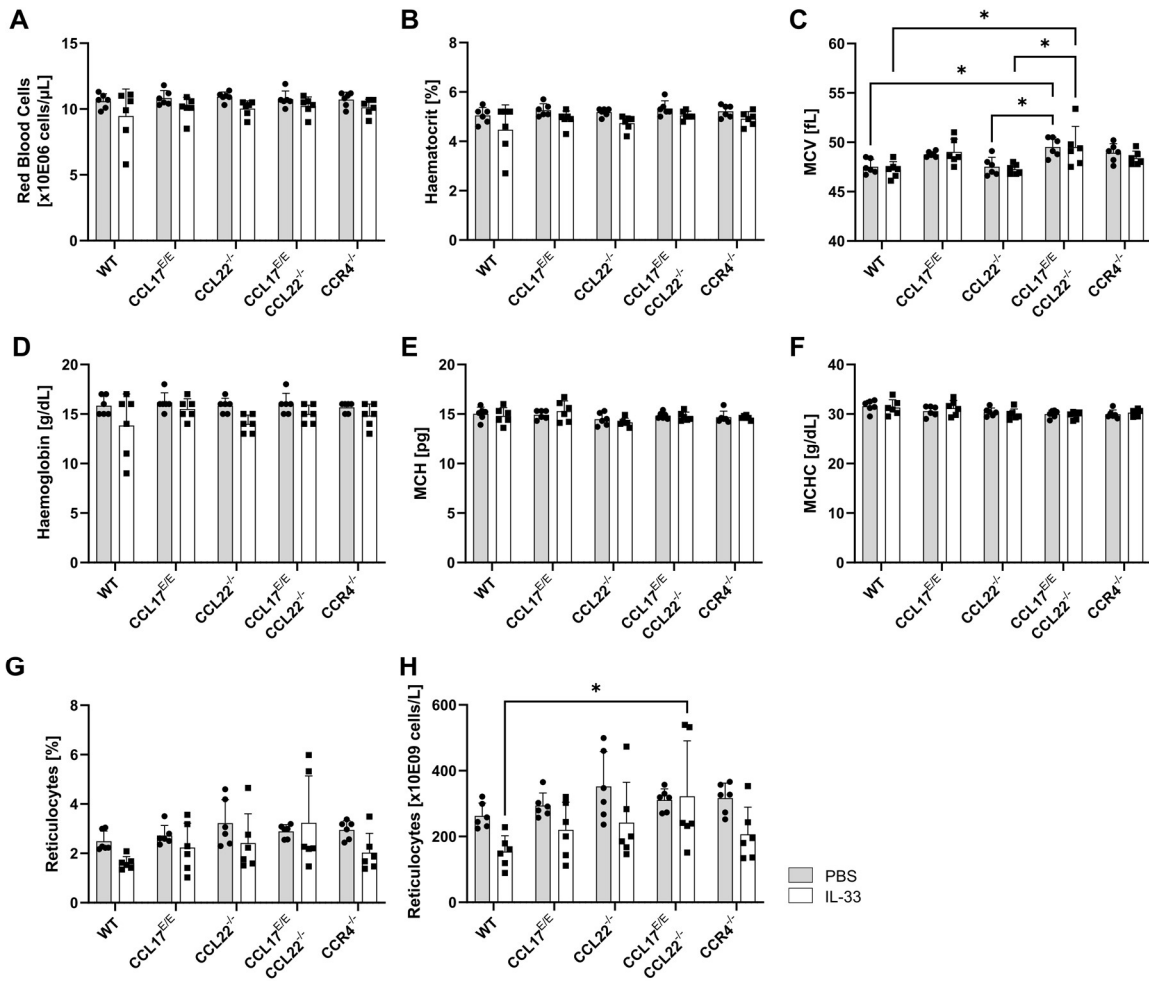 A
Red Blood Cells
[x10E06 cells/µL]
15
10
5
0
WT
CCL17E/E
CCL22-/-
CCL17E/E
CCL22-/-
CCR4-/-
B
Haematocrit [%]
8
6
4
2
0
WT
CCL17E/E
CCL22-/-
CCL17E/E
CCL22-/-
CCR4-/-
C
MCV [fL]
60
55
50
45
40
*
*
*
*
WT
CCL17E/E
CCL22-/-
CCL17E/E
CCL22-/-
CCR4-/-
D
Haemoglobin [g/dL]
20
15
10
5
0
WT
CCL17E/E
CCL22-/-
CCL17E/E
CCL22-/-
CCR4-/-
E
MCH [pg]
20
15
10
5
0
WT
CCL17E/E
CCL22-/-
CCL17E/E
CCL22-/-
CCR4-/-
F
MCHC [g/dL]
40
30
20
10
0
WT
CCL17E/E
CCL22-/-
CCL17E/E
CCL22-/-
CCR4-/-
G
Reticulocytes [%]
8
6
4
2
0
WT
CCL17E/E
CCL22-/-
CCL17E/E
CCL22-/-
CCR4-/-
H
Reticulocytes [x10E09 cells/L]
600
400
200
0
*
WT
CCL17E/E
CCL22-/-
CCL17E/E
CCL22-/-
CCR4-/-
PBS
IL-33